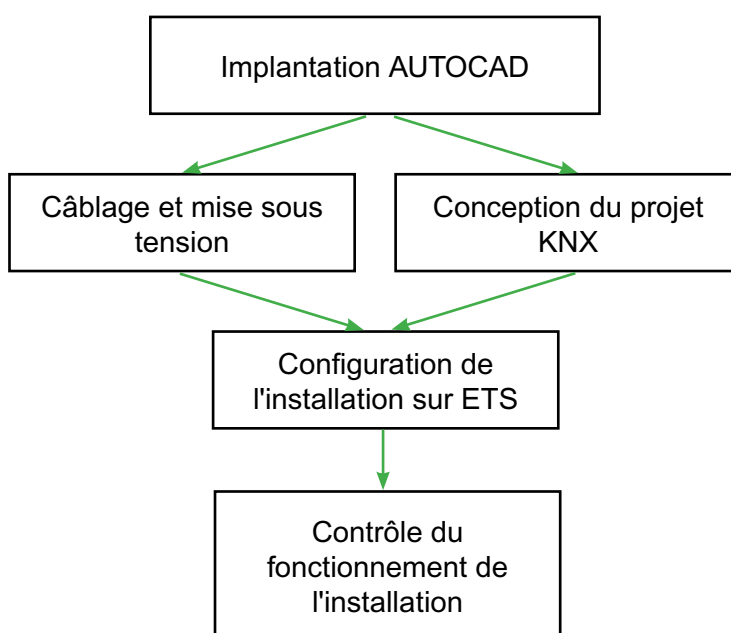 Implantation AUTOCAD
Câblage et mise sous
tension
Conception du projet
KNX
Configuration de
l'installation sur ETS
Contrôle du
fonctionnement de
l'installation